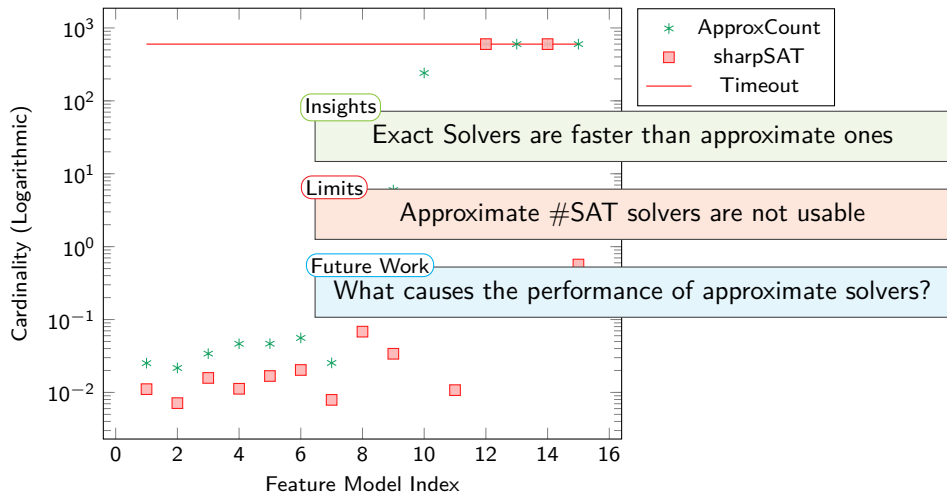 10^3
10^2
10^1
10^0
10^−1
10^−2
Cardinality (Logarithmic)
0 2 4 6 8 10 12 14 16
Feature Model Index
ApproxCount
sharpSAT
Timeout
Insights
Exact Solvers are faster than approximate ones
Limits
Approximate #SAT solvers are not usable
Future Work
What causes the performance of approximate solvers?